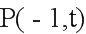 P( - 1,t)